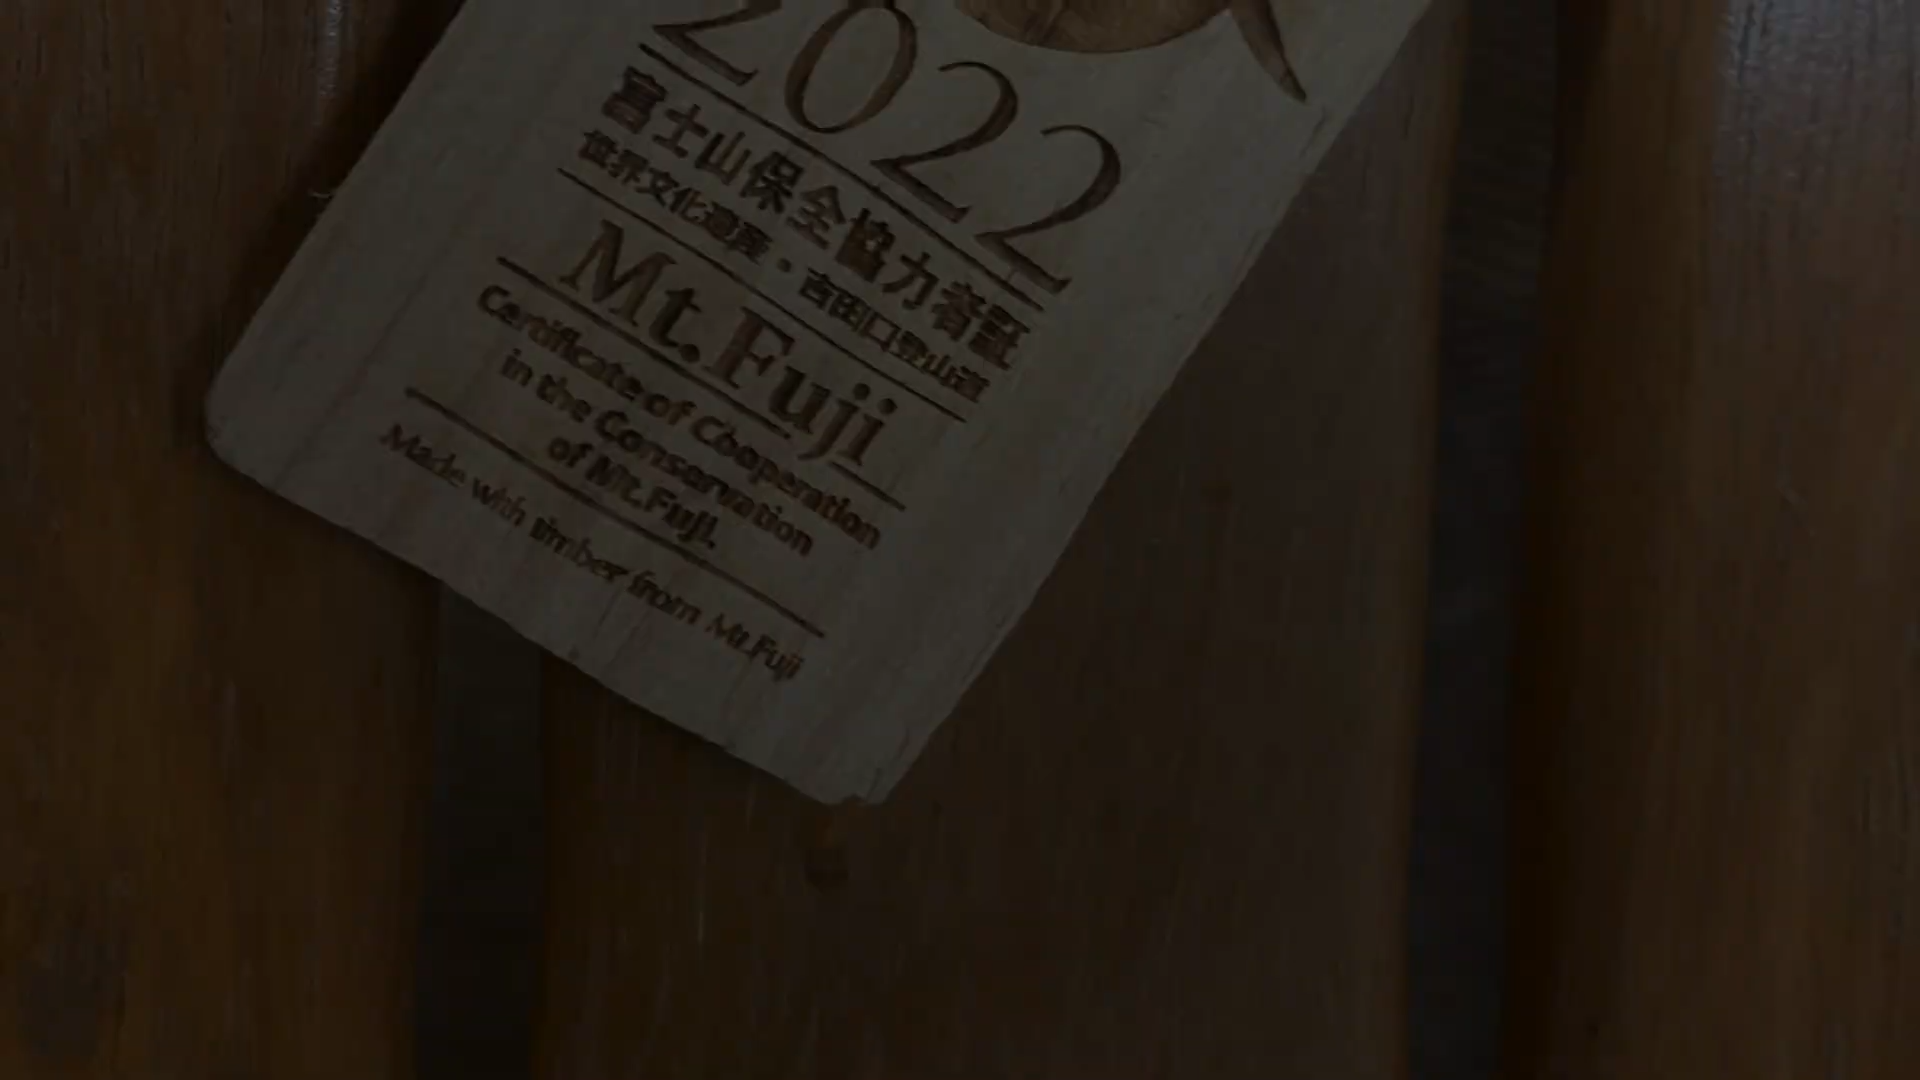 2022
富士山保全協力者証
世界文化遺産・吉田口登山道
Mt.Fuji
Certificate of Cooperation
in the Conservation
of Mt.Fuji.
Made with timber from Mt.Fuji